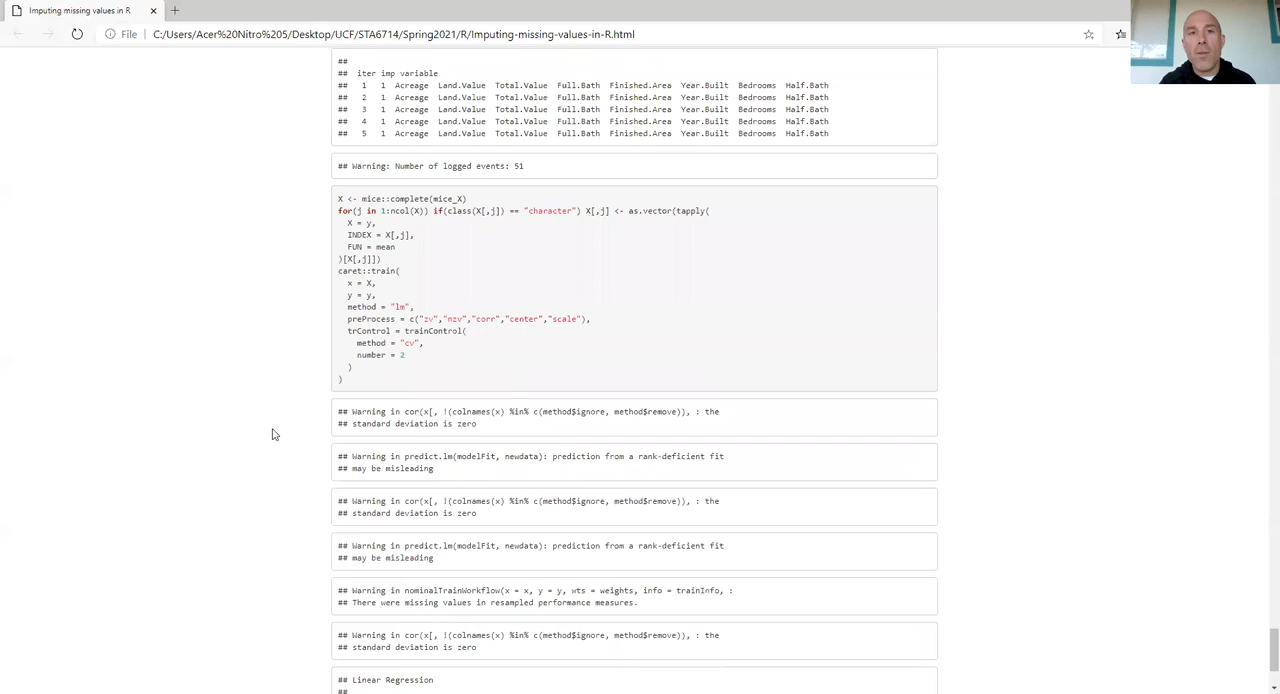 Imputing missing values in R
File
C:/Users/Acer%20Nitro%205/Desktop/UCF/STA6714/Spring2021/R/Imputing-missing-values-in-R.html
##
## iter imp variable
## 1 1 Acreage Land.Value Total.Value Full.Bath Finished.Area Year.Built Bedrooms Half.Bath
## 2 1 Acreage Land.Value Total.Value Full.Bath Finished.Area Year.Built Bedrooms Half.Bath
## 3 1 Acreage Land.Value Total.Value Full.Bath Finished.Area Year.Built Bedrooms Half.Bath
## 4 1 Acreage Land.Value Total.Value Full.Bath Finished.Area Year.Built Bedrooms Half.Bath
## 5 1 Acreage Land.Value Total.Value Full.Bath Finished.Area Year.Built Bedrooms Half.Bath
## Warning: Number of logged events: 51
X <- mice::complete(mice_X)
for(j in 1:ncol(X)) if(class(X[,j]) == "character") X[,j] <- as.vector(tapply(
X = y,
INDEX = X[,j],
FUN = mean
)[X[,j]])
caret::train(
x = X,
y = y,
method = "lm",
preProcess = c("zv","nzv","corr","center","scale"),
trControl = trainControl(
method = "cv",
number = 2
)
)
## Warning in cor(x[, !(colnames(x) %in% c(method$ignore, method$remove)), : the
## standard deviation is zero
## Warning in predict.lm(modelFit, newdata): prediction from a rank-deficient fit
## may be misleading
## Warning in cor(x[, !(colnames(x) %in% c(method$ignore, method$remove)), : the
## standard deviation is zero
## Warning in predict.lm(modelFit, newdata): prediction from a rank-deficient fit
## may be misleading
## Warning in nominalTrainWorkflow(x = x, y = y, wts = weights, info = trainInfo, :
## There were missing values in resampled performance measures.
## Warning in cor(x[, !(colnames(x) %in% c(method$ignore, method$remove)), : the
## standard deviation is zero
## Linear Regression
##